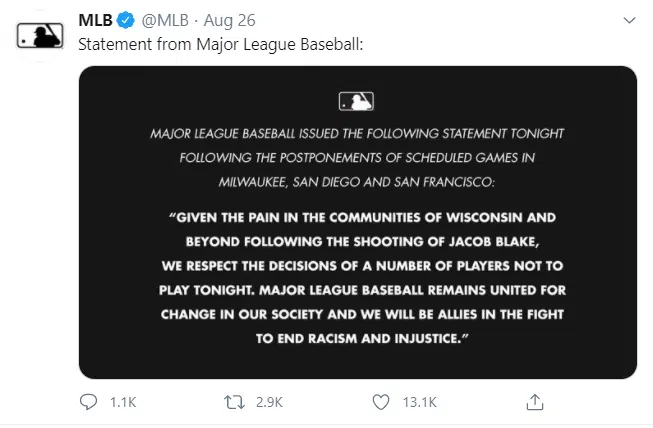 MLB @MLB · Aug 26
Statement from Major League Baseball:
MAJOR LEAGUE BASEBALL ISSUED THE FOLLOWING STATEMENT TONIGHT
FOLLOWING THE POSTPONEMENTS OF SCHEDULED GAMES IN
MILWAUKEE, SAN DIEGO AND SAN FRANCISCO:
“GIVEN THE PAIN IN THE COMMUNITIES OF WISCONSIN AND
BEYOND FOLLOWING THE SHOOTING OF JACOB BLAKE,
WE RESPECT THE DECISIONS OF A NUMBER OF PLAYERS NOT TO
PLAY TONIGHT. MAJOR LEAGUE BASEBALL REMAINS UNITED FOR
CHANGE IN OUR SOCIETY AND WE WILL BE ALLIES IN THE FIGHT
TO END RACISM AND INJUSTICE.”
1.1K 2.9K 13.1K